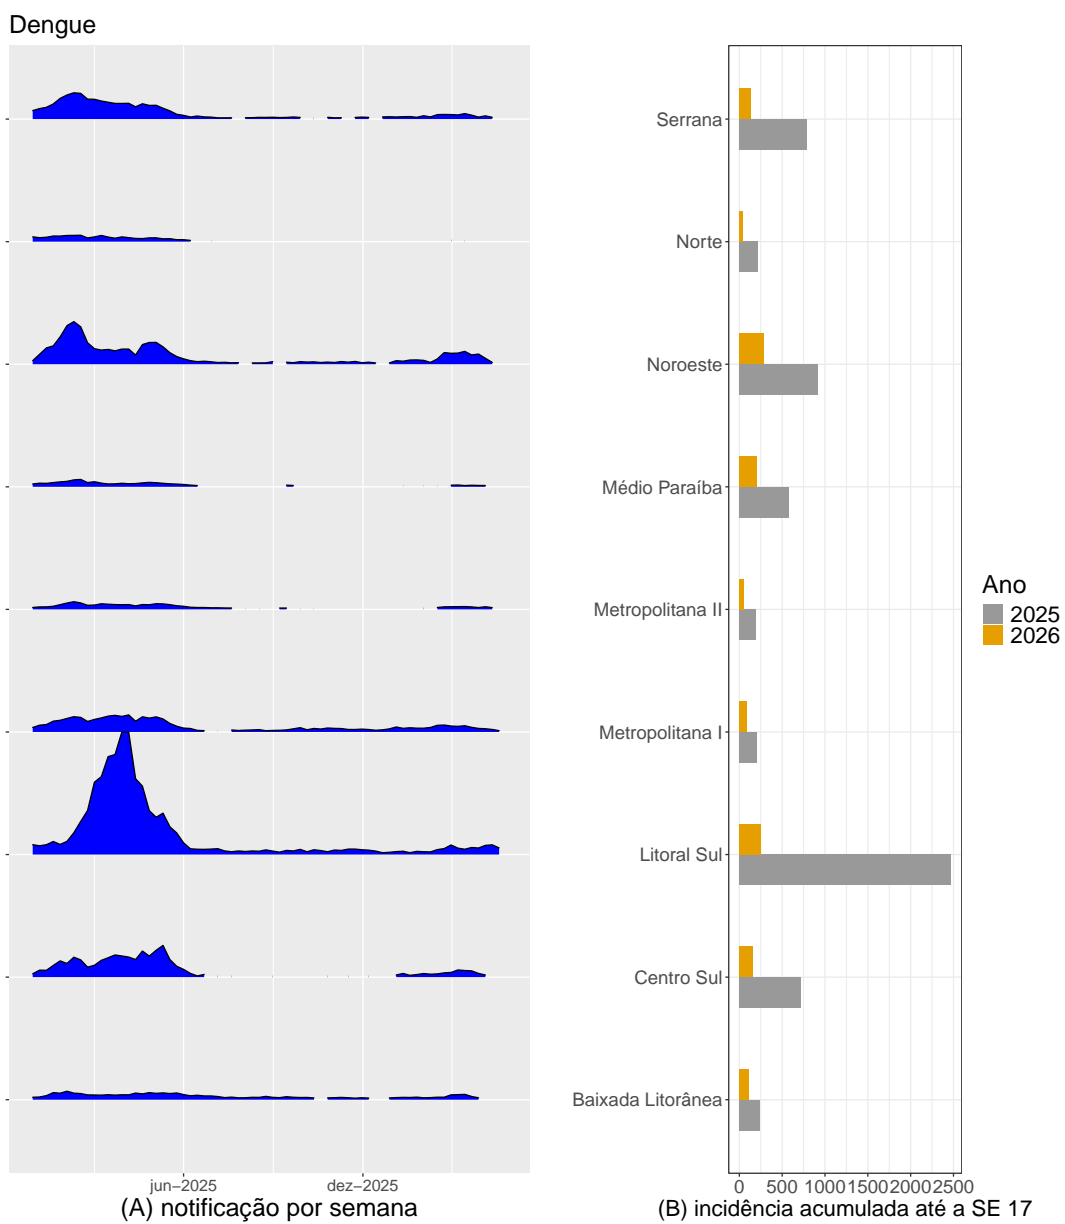 Dengue
Serrana
Norte
Noroeste
Médio Paraíba
Metropolitana II
Metropolitana I
Litoral Sul
Centro Sul
Baixada Litorânea
Ano
2025
2026
jun−2025 dez−2025
0 500 1000 1500 2000 2500
(A) notificação por semana
(B) incidência acumulada até a SE 17